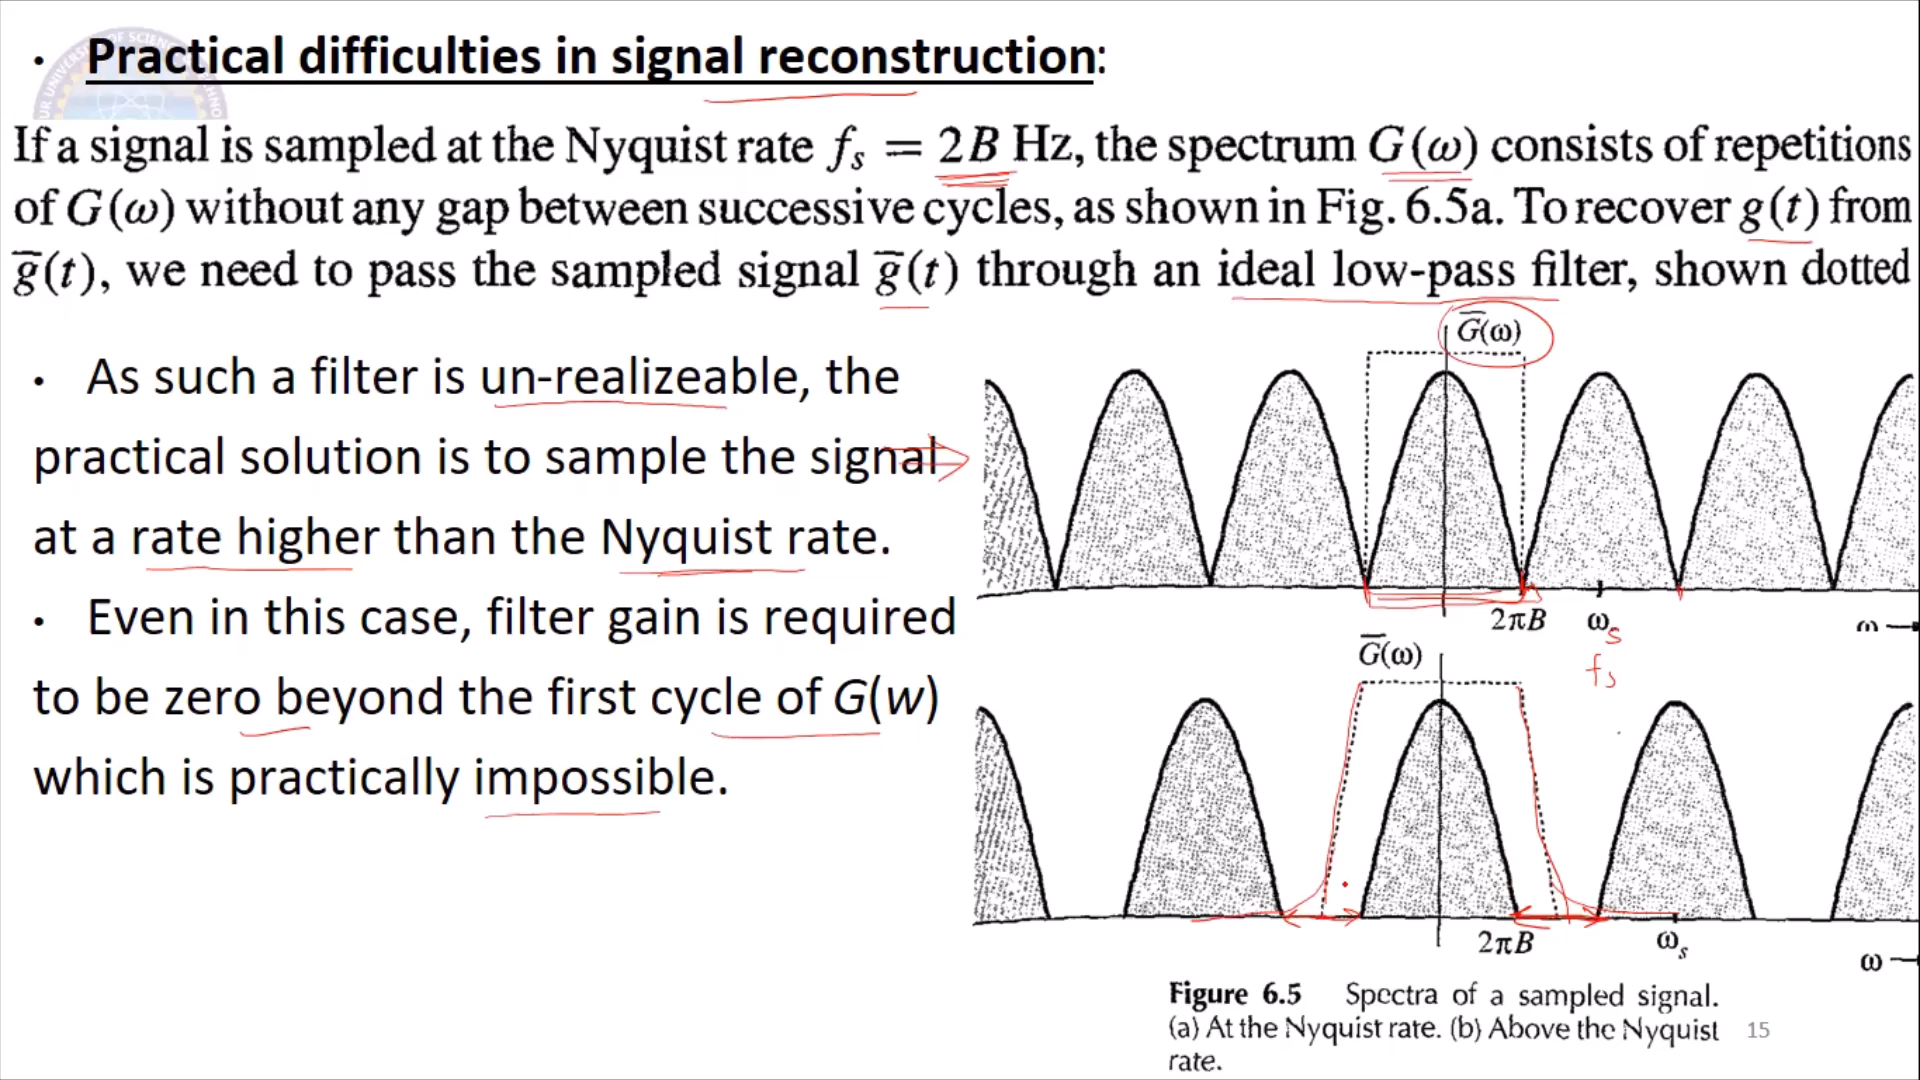 • Practical difficulties in signal reconstruction:
If a signal is sampled at the Nyquist rate fₛ = 2B Hz, the spectrum G(ω) consists of repetitions
of G(ω) without any gap between successive cycles, as shown in Fig. 6.5a. To recover g(t) from
g̅(t), we need to pass the sampled signal g̅(t) through an ideal low-pass filter, shown dotted
• As such a filter is un-realizeable, the
practical solution is to sample the signal
at a rate higher than the Nyquist rate.
• Even in this case, filter gain is required
to be zero beyond the first cycle of G(w)
which is practically impossible.
G̅(ω)
2πB ωₛ
ω
fₛ
G̅(ω)
2πB ωₛ
ω
Figure 6.5 Spectra of a sampled signal.
(a) At the Nyquist rate. (b) Above the Nyquist
rate.
15